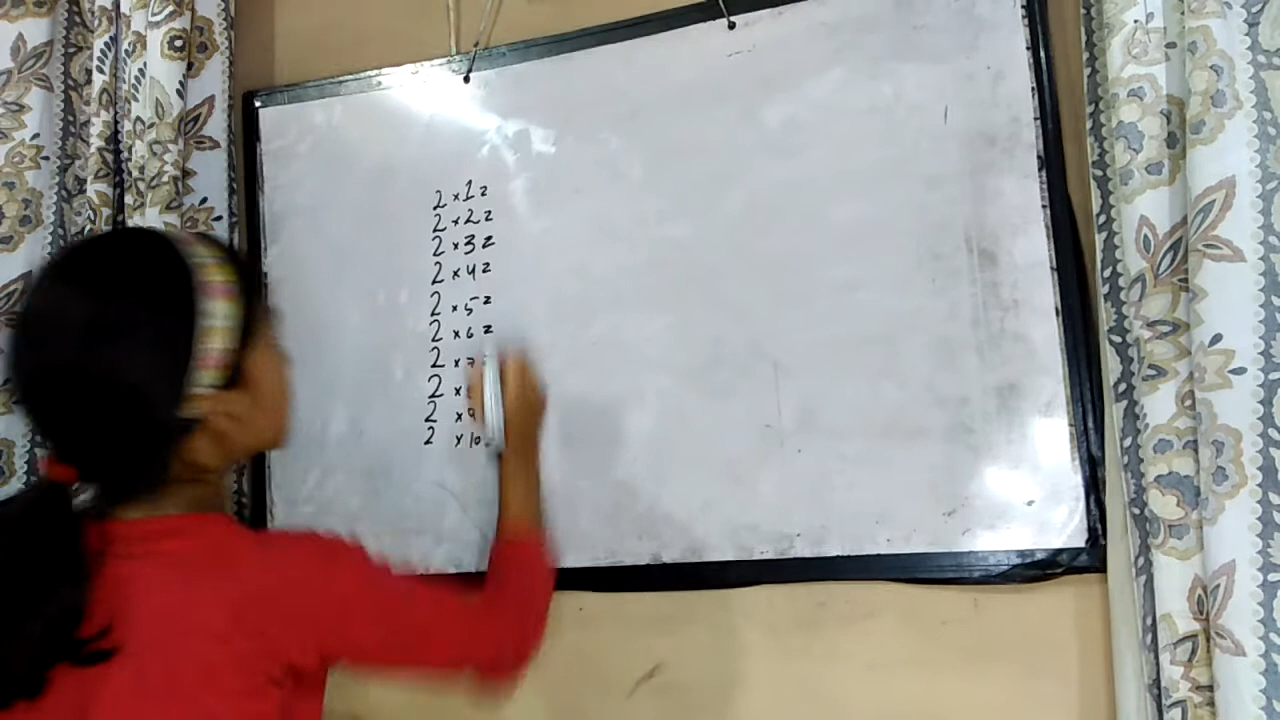 2 × 1 =
2 × 2 =
2 × 3 =
2 × 4 =
2 × 5 =
2 × 6 =
2 × 7
2 ×
2 × 9
2 × 10